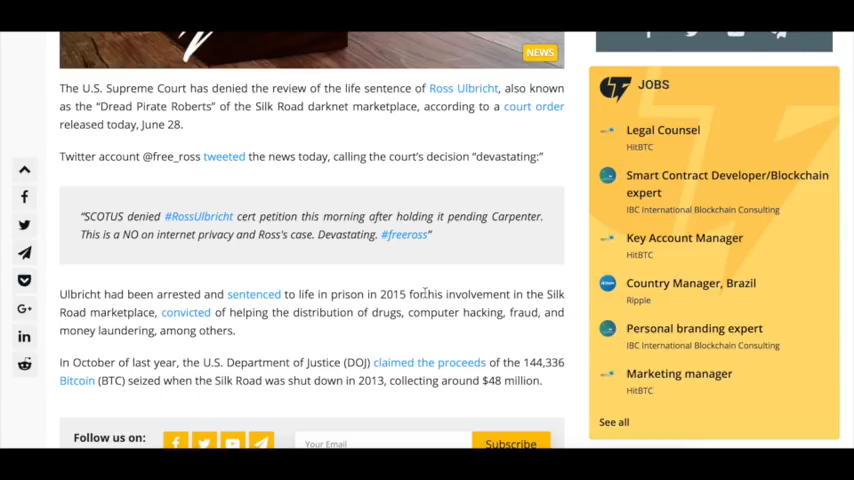 NEWS
The U.S. Supreme Court has denied the review of the life sentence of Ross Ulbricht, also known
as the “Dread Pirate Roberts” of the Silk Road darknet marketplace, according to a court order
released today, June 28.
Twitter account @free_ross tweeted the news today, calling the court’s decision “devastating:”
“SCOTUS denied #RossUlbricht cert petition this morning after holding it pending Carpenter.
This is a NO on internet privacy and Ross's case. Devastating. #freeross”
Ulbricht had been arrested and sentenced to life in prison in 2015 for his involvement in the Silk
Road marketplace, convicted of helping the distribution of drugs, computer hacking, fraud, and
money laundering, among others.
In October of last year, the U.S. Department of Justice (DOJ) claimed the proceeds of the 144,336
Bitcoin (BTC) seized when the Silk Road was shut down in 2013, collecting around $48 million.
Follow us on:
Your Email
Subscribe
JOBS
Legal Counsel
HitBTC
Smart Contract Developer/Blockchain
expert
IBC International Blockchain Consulting
Key Account Manager
HitBTC
Country Manager, Brazil
Ripple
Personal branding expert
IBC International Blockchain Consulting
Marketing manager
HitBTC
See all